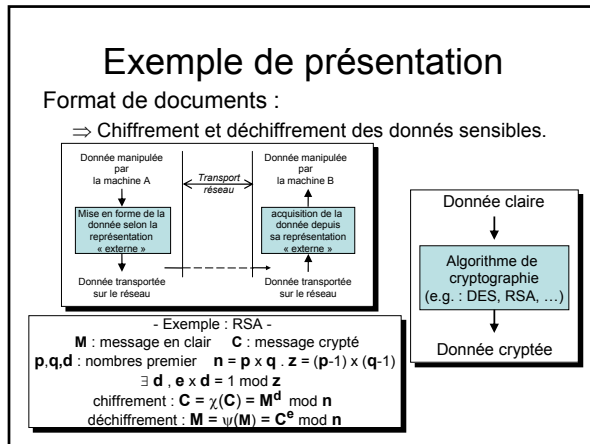 Exemple de présentation
Format de documents :
⇒ Chiffrement et déchiffrement des donnés sensibles.
Donnée manipulée
par
la machine A
Transport
réseau
Donnée manipulée
par
la machine B
Mise en forme de la
donnée selon la
représentation
« externe »
acquisition de la
donnée depuis
sa représentation
« externe »
Donnée transportée
sur le réseau
Donnée transportée
sur le réseau
Donnée claire
Algorithme de
cryptographie
(e.g. : DES, RSA, …)
Donnée cryptée
- Exemple : RSA -
M : message en clair C : message crypté
p,q,d : nombres premier n = p x q . z = (p-1) x (q-1)
∃ d , e x d = 1 mod z
chiffrement : C = χ(C) = M^d mod n
déchiffrement : M = ψ(M) = C^e mod n